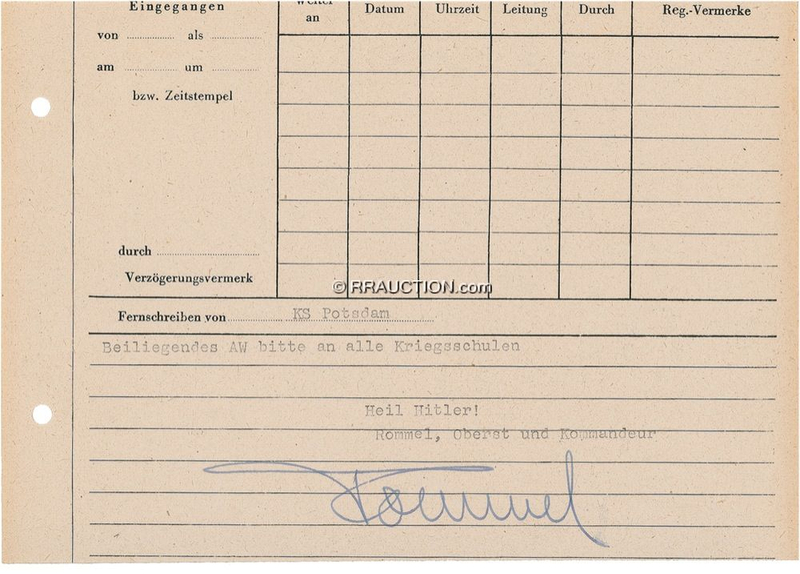 Eingegangen
von als
am um
bzw. Zeitstempel
durch
Verzögerungsvermerk
weiter an
Datum
Uhrzeit
Leitung
Durch
Reg.-Vermerke
© RRAUCTION.com
Fernschreiben von KS Potsdam
Beiliegendes AW bitte an alle Kriegsschulen
Heil Hitler!
Rommel, Oberst und Kommandeur
Rommel